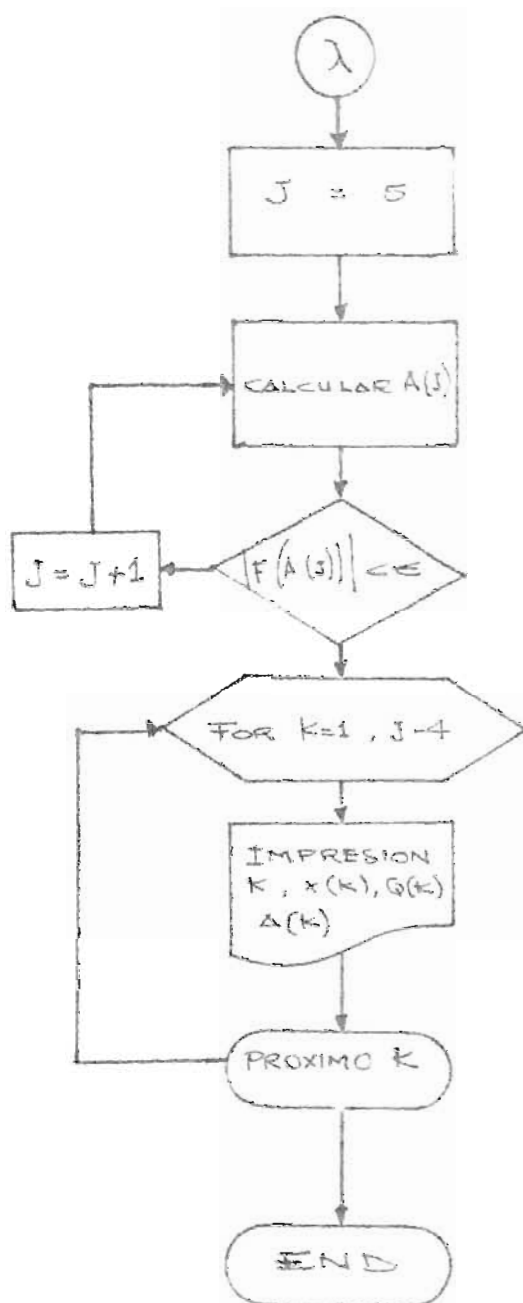 λ
J = 5
CALCULAR A(J)
|F(A(J))| < ∈
J = J+1
FOR K=1, J-4
IMPRESION
K, X(K), Q(K)
A(K)
PROXIMO K
END